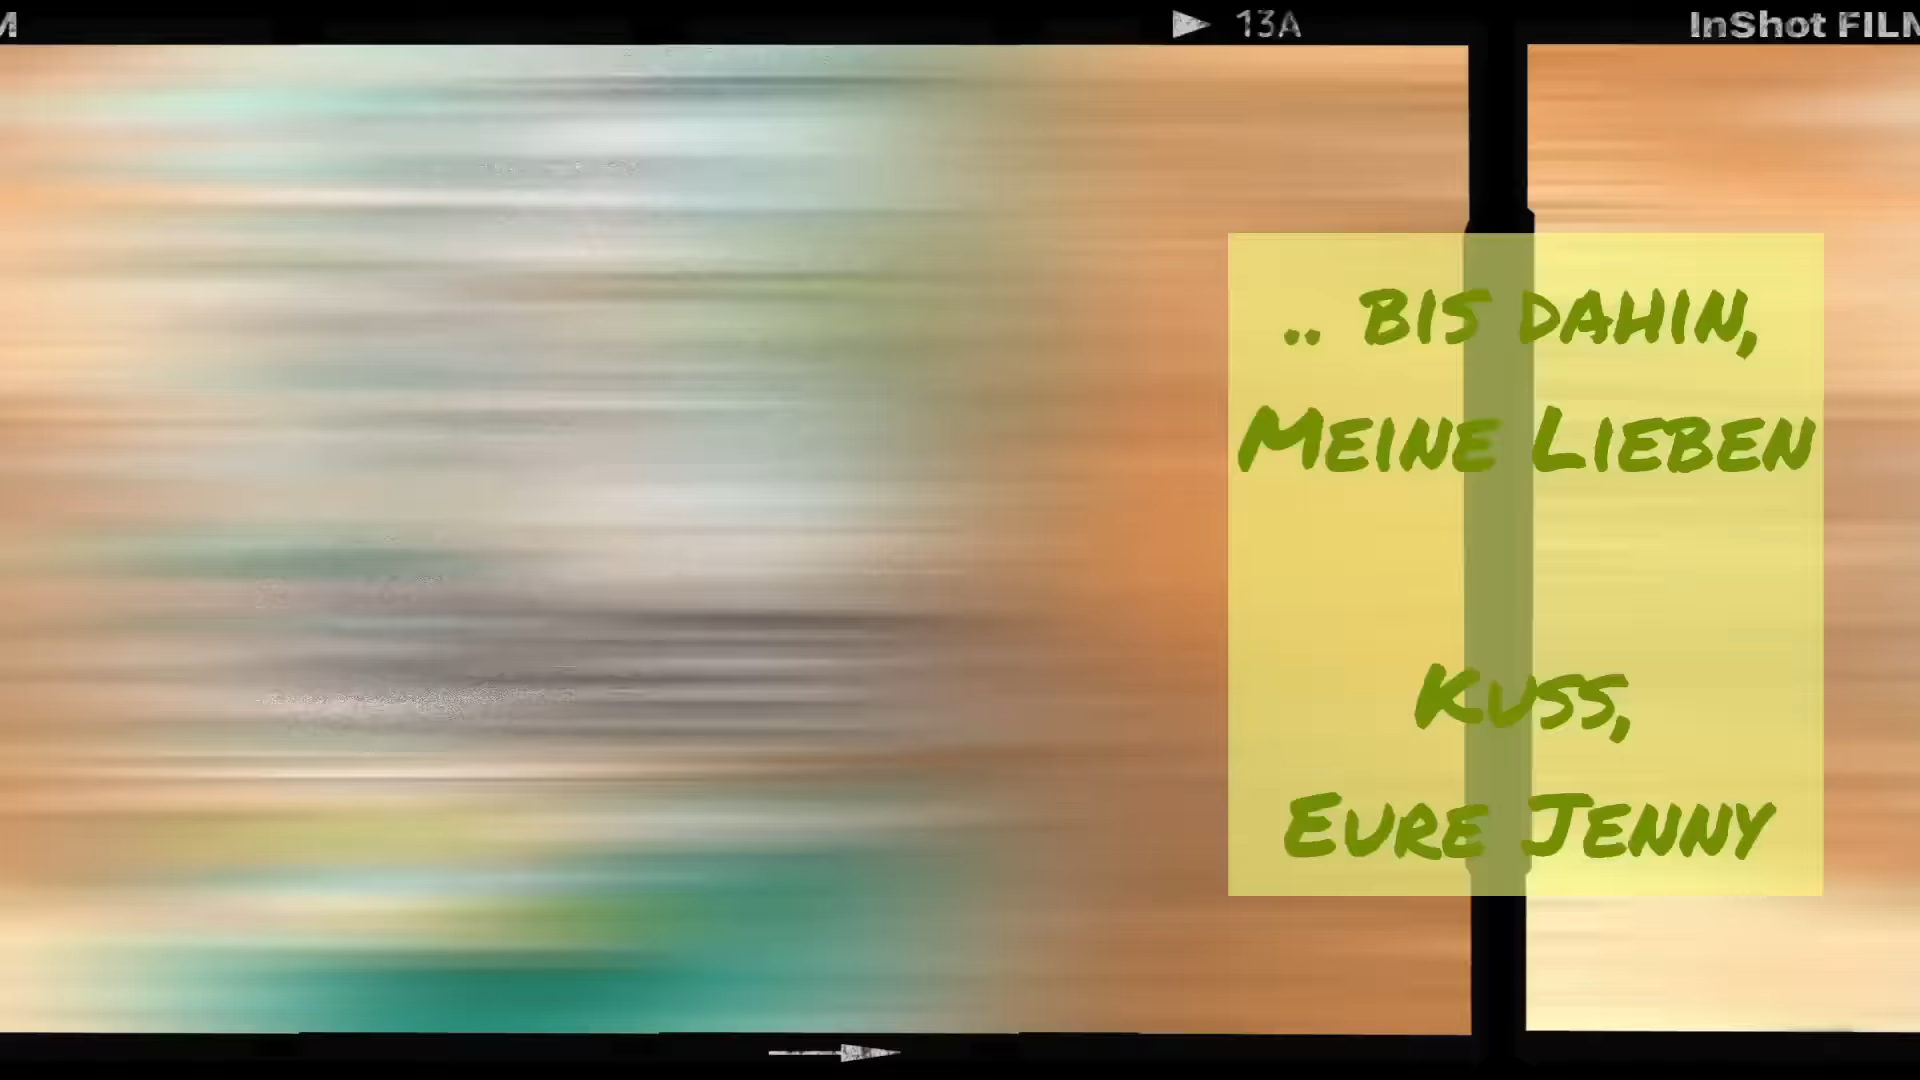 13A
InShot FILM
.. BIS DAHIN,
MEINE LIEBEN
KUSS,
EURE JENNY